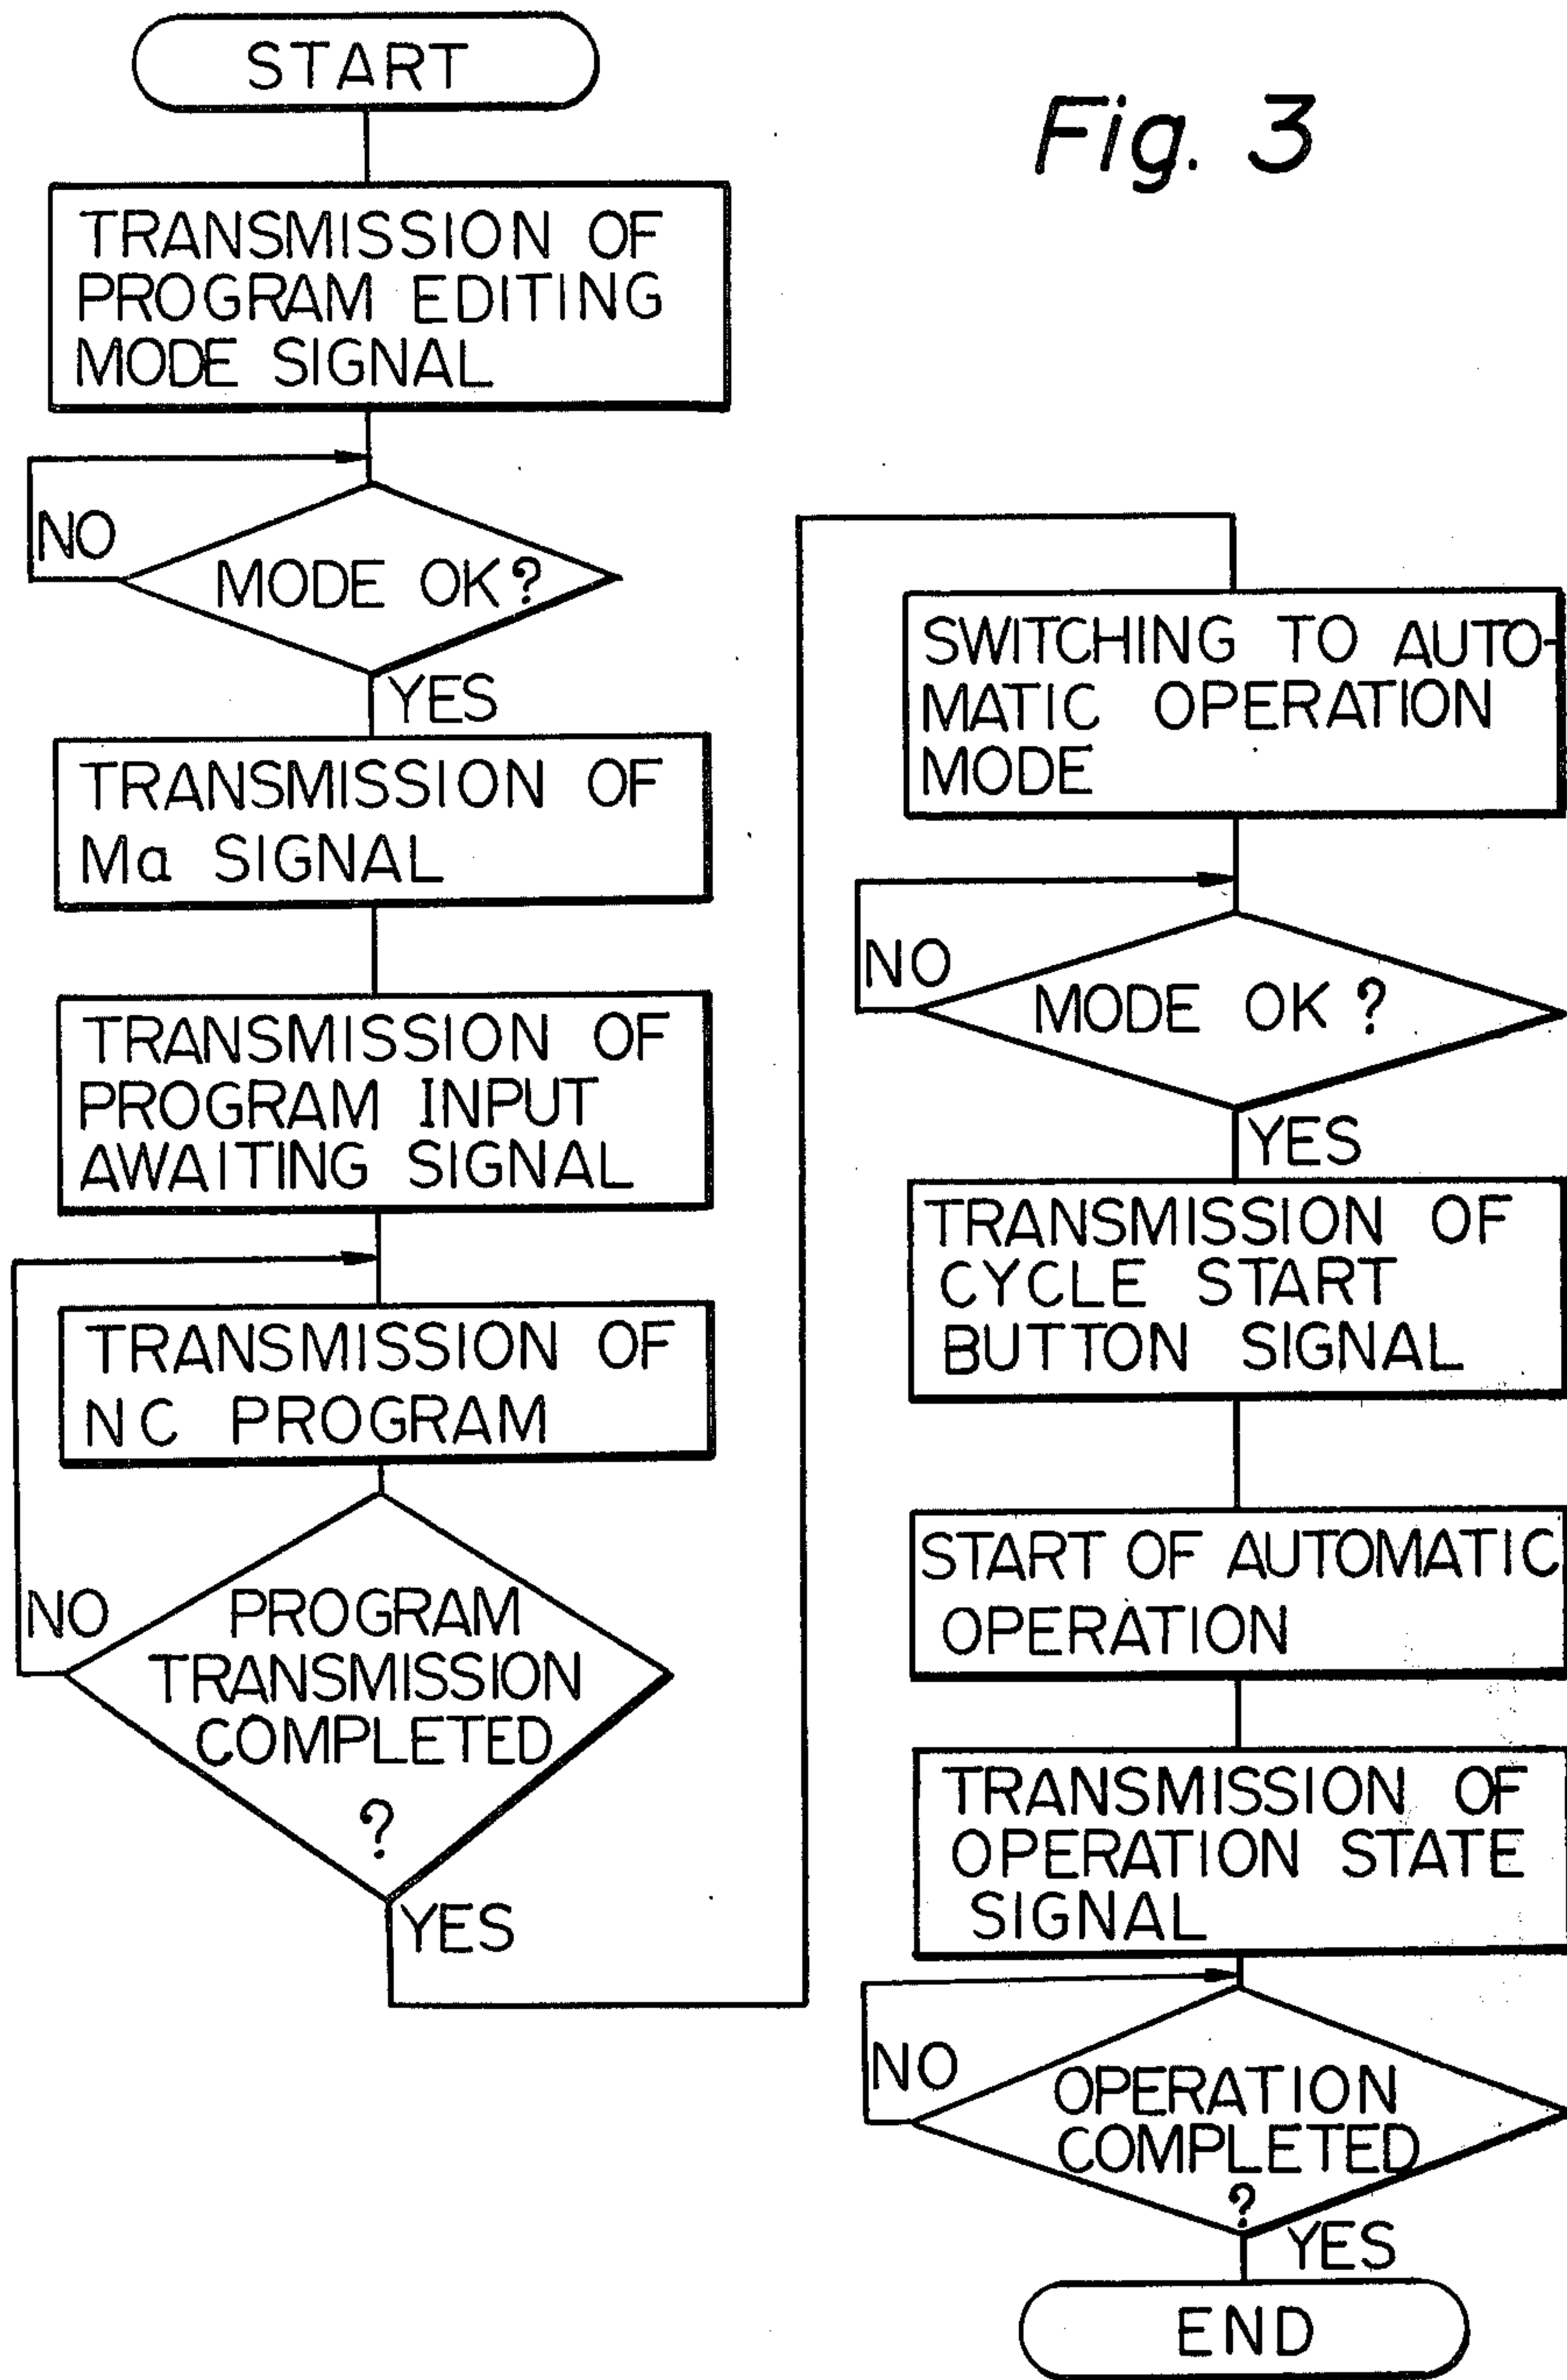 Fig. 3
START
TRANSMISSION OF
PROGRAM EDITING
MODE SIGNAL
NO
MODE OK?
YES
TRANSMISSION OF
Ma SIGNAL
TRANSMISSION OF
PROGRAM INPUT
AWAITING SIGNAL
TRANSMISSION OF
NC PROGRAM
NO
PROGRAM
TRANSMISSION
COMPLETED
?
YES
SWITCHING TO AUTO-
MATIC OPERATION
MODE
NO
MODE OK ?
YES
TRANSMISSION OF
CYCLE START
BUTTON SIGNAL
START OF AUTOMATIC
OPERATION
TRANSMISSION OF
OPERATION STATE
SIGNAL
NO
OPERATION
COMPLETED
?
YES
END